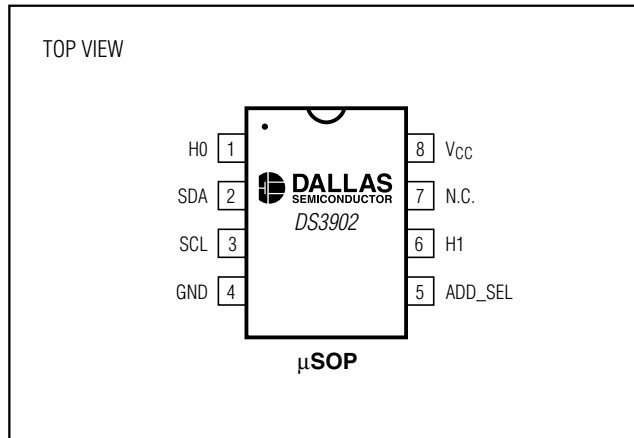 TOP VIEW
H0 1
SDA 2
SCL 3
GND 4
DALLAS
SEMICONDUCTOR
DS3902
8 VCC
7 N.C.
6 H1
5 ADD_SEL
μSOP